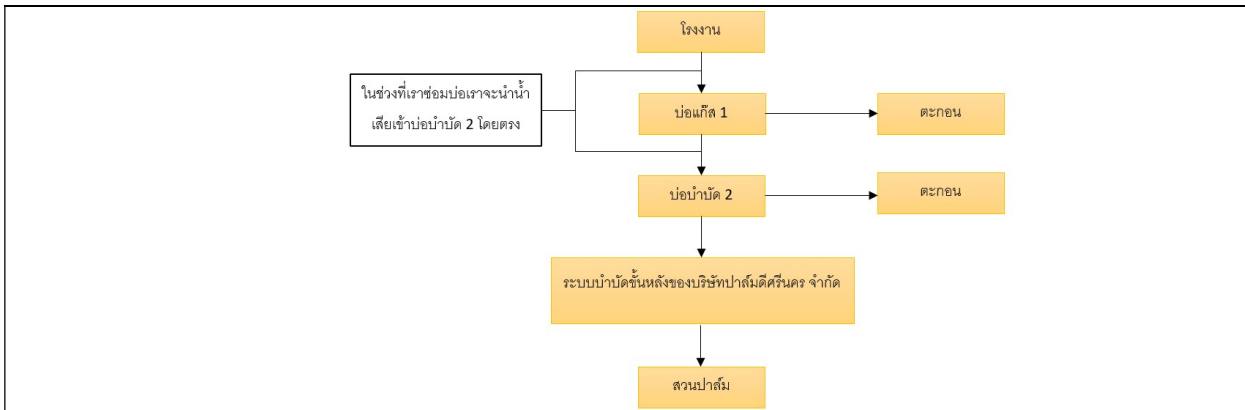 โรงงาน
ในช่วงที่เราซ่อมบ่อเราจะนำน้ำ
เสียเข้าบ่อบำบัด 2 โดยตรง
บ่อแก๊ส 1
ตะกอน
บ่อบำบัด 2
ตะกอน
ระบบบำบัดขั้นหลังของบริษัทปาล์มดีศรีนคร จำกัด
สวนปาล์ม